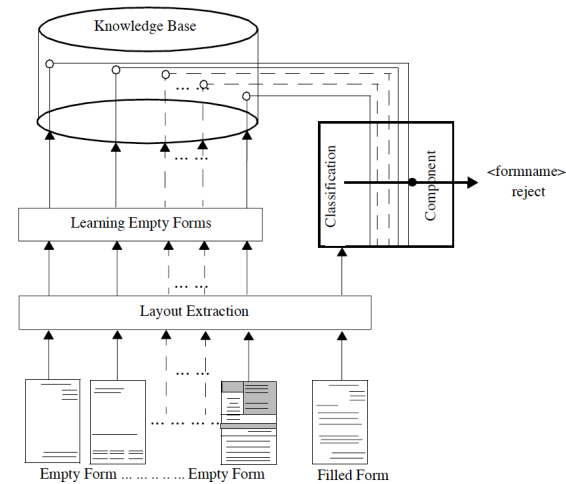 Knowledge Base
... ...
... ...
Classification
Component
<formname>
reject
Learning Empty Forms
... ...
Layout Extraction
... ...
... ... ... ...
Empty Form ... ... .. .. ... Empty Form
Filled Form